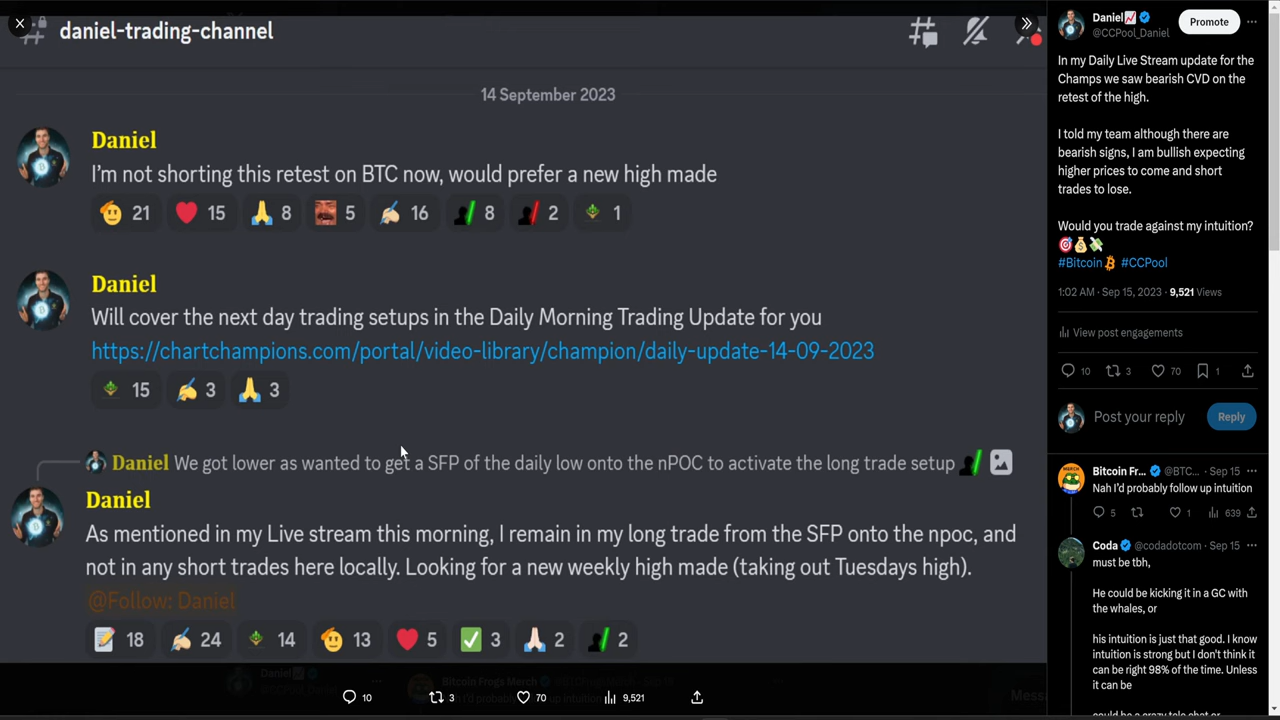 daniel-trading-channel
14 September 2023
Daniel
I'm not shorting this retest on BTC now, would prefer a new high made
21 15 8 5 16 8 2 1
Daniel
Will cover the next day trading setups in the Daily Morning Trading Update for you
https://chartchampions.com/portal/video-library/champion/daily-update-14-09-2023
15 3 3
Daniel We got lower as wanted to get a SFP of the daily low onto the nPOC to activate the long trade setup
Daniel
As mentioned in my Live stream this morning, I remain in my long trade from the SFP onto the npoc, and
not in any short trades here locally. Looking for a new weekly high made (taking out Tuesdays high).
@Follow: Daniel
18 24 14 13 5 3 2 2
10 3 70 9,521
Daniel
@CCPool_Daniel
Promote
In my Daily Live Stream update for the
Champs we saw bearish CVD on the
retest of the high.
I told my team although there are
bearish signs, I am bullish expecting
higher prices to come and short
trades to lose.
Would you trade against my intuition?
#Bitcoin #CCPool
1:02 AM · Sep 15, 2023 · 9,521 Views
View post engagements
10 3 70 1
Post your reply
Reply
Bitcoin Fr... @BTC... · Sep 15
Nah I'd probably follow up intuition
5 1 639
Coda @codadotcom · Sep 15
must be tbh,
He could be kicking it in a GC with
the whales, or
his intuition is just that good. I know
intuition is strong but I don't think it
can be right 98% of the time. Unless
it can be
could be a crazy tele chat or